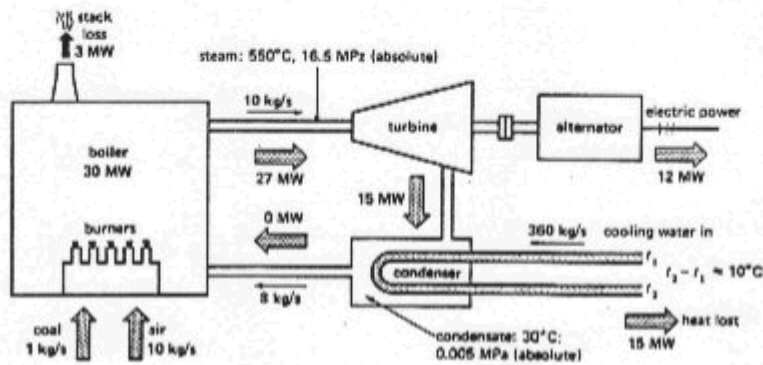 stack
loss
3 MW
steam: 550°C, 16.5 MPz (absolute)
10 kg/s
turbine
alternator
electric power
12 MW
boiler
30 MW
27 MW
15 MW
0 MW
burners
360 kg/s
cooling water in
condenser
t₁
t₂ - t₁ ≈ 10°C
t₂
8 kg/s
coal
1 kg/s
air
10 kg/s
condensate: 30°C;
0.005 MPa (absolute)
heat lost
15 MW